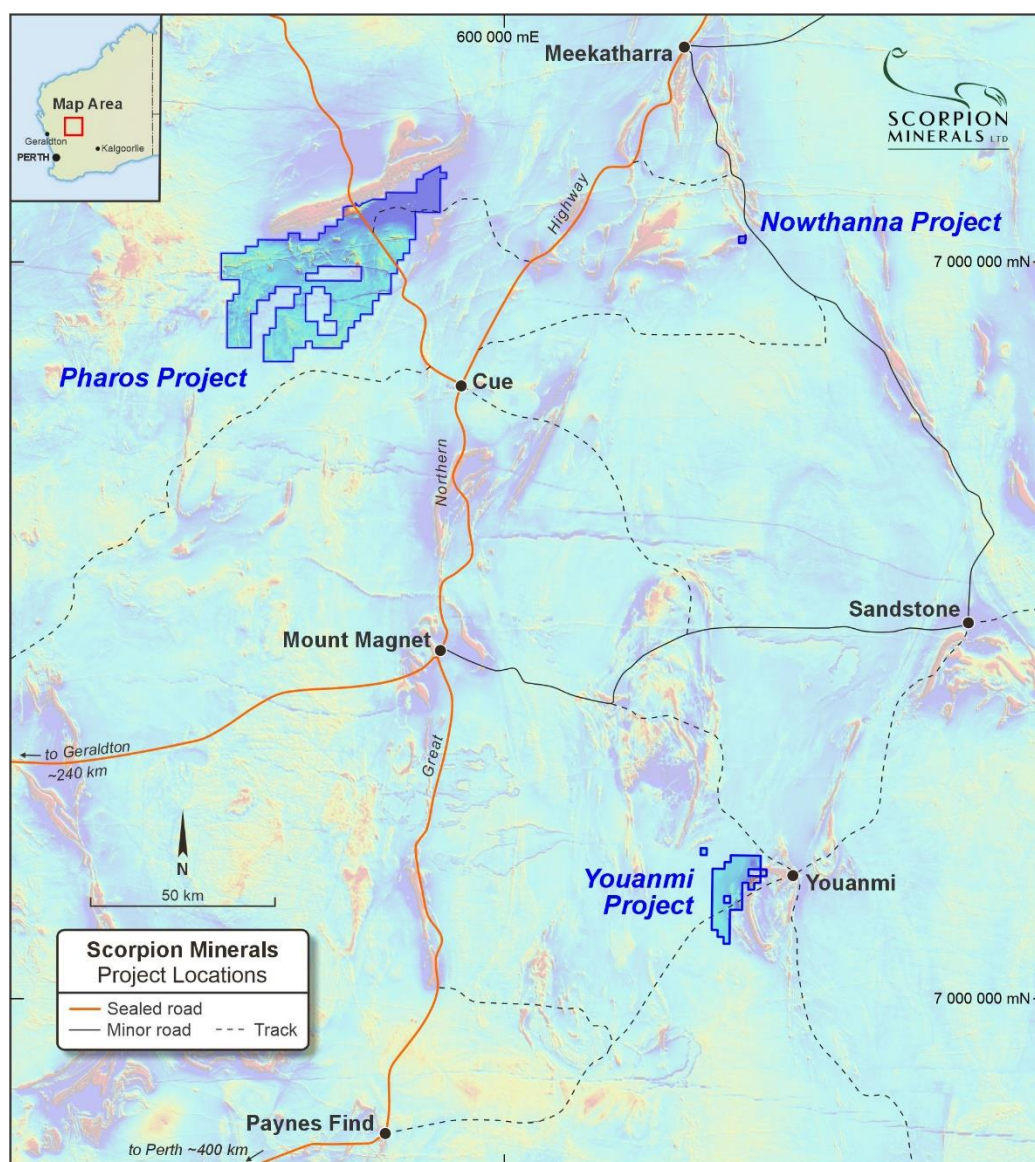 600 000 mE
Meekatharra
Map Area
Geraldton
PERTH
Kalgoorlie
SCORPION
MINERALS LTD
Highway
Nowthanna Project
7 000 000 mN
Pharos Project
Cue
Northern
Sandstone
Mount Magnet
to Geraldton
~240 km
Great
N
50 km
Youanmi
Project
Youanmi
Scorpion Minerals
Project Locations
Sealed road
Minor road
Track
7 000 000 mN
Paynes Find
to Perth ~400 km